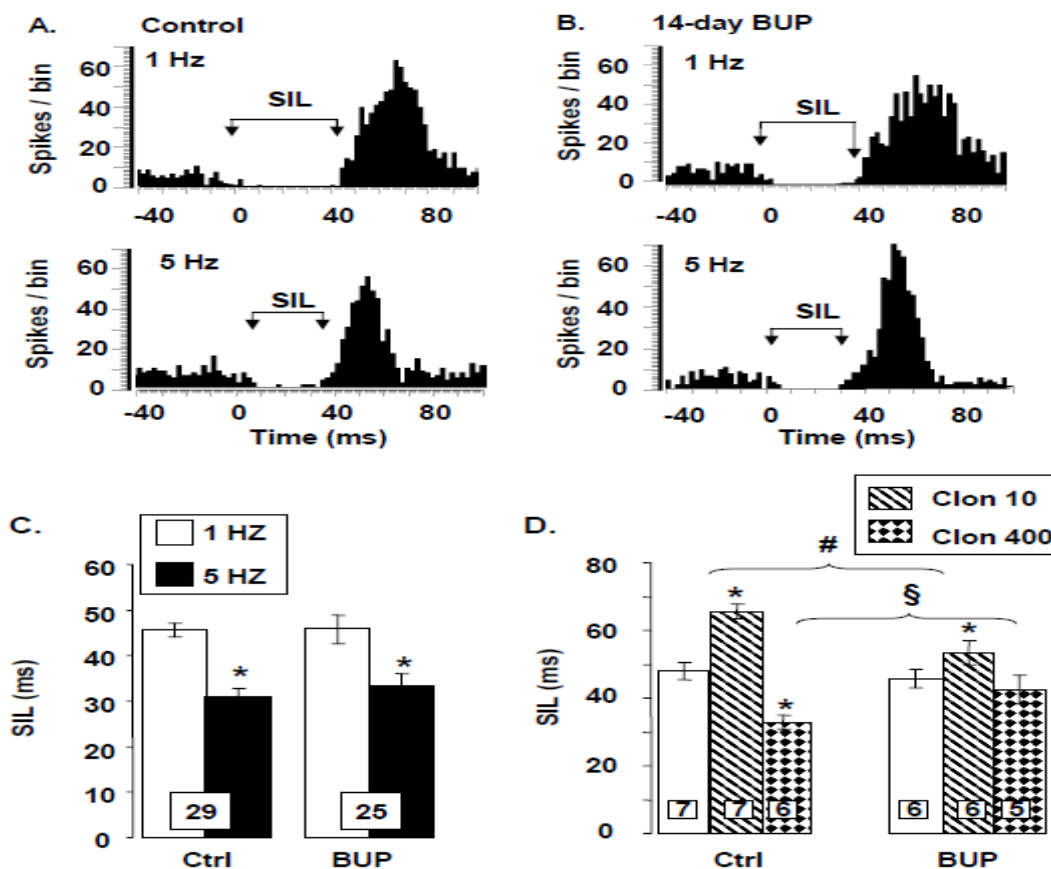 A. Control
1 Hz
SIL
Spikes / bin
60
40
20
0
-40 0 40 80
5 Hz
SIL
Spikes / bin
60
40
20
0
-40 0 40 80
Time (ms)
B. 14-day BUP
1 Hz
SIL
Spikes / bin
60
40
20
0
-40 0 40 80
5 Hz
SIL
Spikes / bin
60
40
20
0
-40 0 40 80
Time (ms)
C.
1 HZ
5 HZ
SIL (ms)
60
50
40
30
20
10
0
* *
29 25
Ctrl BUP
D.
Clon 10
Clon 400
SIL (ms)
80
60
40
20
0
#
§
* * *
7 7 6 6 6 5
Ctrl BUP